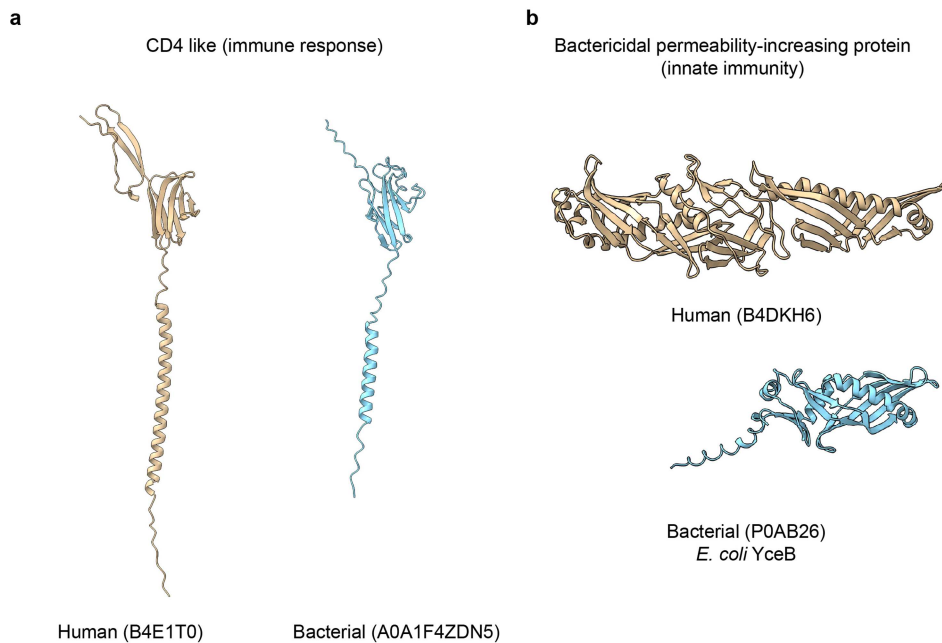 a
CD4 like (immune response)
Human (B4E1T0)
Bacterial (A0A1F4ZDN5)
b
Bactericidal permeability-increasing protein
(innate immunity)
Human (B4DKH6)
Bacterial (P0AB26)
E. coli YceB